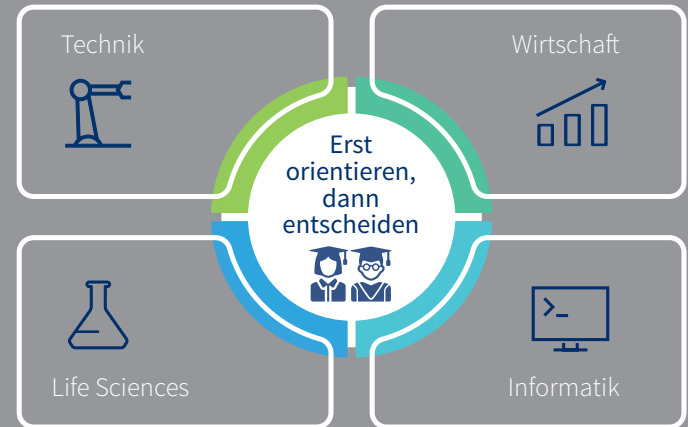 Technik
Wirtschaft
Erst
orientieren,
dann
entscheiden
Life Sciences
Informatik